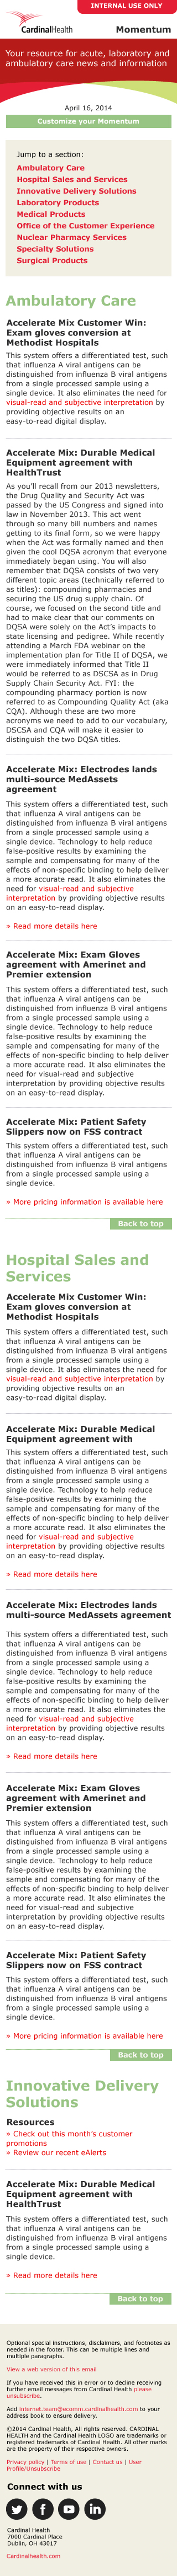 INTERNAL USE ONLY
CardinalHealth
Momentum
Your resource for acute, laboratory and
ambulatory care news and information
April 16, 2014
Customize your Momentum
Jump to a section:
Ambulatory Care
Hospital Sales and Services
Innovative Delivery Solutions
Laboratory Products
Medical Products
Office of the Customer Experience
Nuclear Pharmacy Services
Specialty Solutions
Surgical Products
Ambulatory Care
Accelerate Mix Customer Win:
Exam gloves conversion at
Methodist Hospitals
This system offers a differentiated test, such
that influenza A viral antigens can be
distinguished from influenza B viral antigens
from a single processed sample using a
single device. It also eliminates the need for
visual-read and subjective interpretation by
providing objective results on an
easy-to-read digital display.
Accelerate Mix: Durable Medical
Equipment agreement with
HealthTrust
As you'll recall from our 2013 newsletters,
the Drug Quality and Security Act was
passed by the US Congress and signed into
law in November 2013. This act went
through so many bill numbers and names
getting to its final form, so we were happy
when the Act was formally named and then
given the cool DQSA acronym that everyone
immediately began using. You will also
remember that DQSA consists of two very
different topic areas (technically referred to
as titles): compounding pharmacies and
securing the US drug supply chain. Of
course, we focused on the supply chain and
had to make clear that our comments on
DQSA were solely on the Act's impacts to
state licensing and pedigree. While recently
attending a March FDA webinar on the
implementation plan for Title II of DQSA, we
were immediately informed that Title II
would be referred to as DSCSA as in Drug
Supply Chain Security Act. FYI: the
compounding pharmacy portion is now
referred to as Compounding Quality Act (aka
CQA). Although these are two more
acronyms we need to add to our vocabulary,
DSCSA and CQA will make it easier to
distinguish the two DQSA titles.
Accelerate Mix: Electrodes lands
multi-source MedAssets
agreement
This system offers a differentiated test, such
that influenza A viral antigens can be
distinguished from influenza B viral antigens
from a single processed sample using a
single device. Technology to help reduce
false-positive results by examining the
sample and compensating for many of the
effects of non-specific binding to help deliver
a more accurate read. It also eliminates the
need for visual-read and subjective
interpretation by providing objective results
on an easy-to-read display.
» Read more details here
Accelerate Mix: Exam Gloves
agreement with Amerinet and
Premier extension
This system offers a differentiated test, such
that influenza A viral antigens can be
distinguished from influenza B viral antigens
from a single processed sample using a
single device. Technology to help reduce
false-positive results by examining the
sample and compensating for many of the
effects of non-specific binding to help deliver
a more accurate read. It also eliminates the
need for visual-read and subjective
interpretation by providing objective results
on an easy-to-read display.
Accelerate Mix: Patient Safety
Slippers now on FSS contract
This system offers a differentiated test, such
that influenza A viral antigens can be
distinguished from influenza B viral antigens
from a single processed sample using a
single device.
» More pricing information is available here
Back to top
Hospital Sales and
Services
Accelerate Mix Customer Win:
Exam gloves conversion at
Methodist Hospitals
This system offers a differentiated test, such
that influenza A viral antigens can be
distinguished from influenza B viral antigens
from a single processed sample using a
single device. It also eliminates the need for
visual-read and subjective interpretation by
providing objective results on an
easy-to-read digital display.
Accelerate Mix: Durable Medical
Equipment agreement with
This system offers a differentiated test, such
that influenza A viral antigens can be
distinguished from influenza B viral antigens
from a single processed sample using a
single device. Technology to help reduce
false-positive results by examining the
sample and compensating for many of the
effects of non-specific binding to help deliver
a more accurate read. It also eliminates the
need for visual-read and subjective
interpretation by providing objective results
on an easy-to-read display.
» Read more details here
Accelerate Mix: Electrodes lands
multi-source MedAssets agreement
This system offers a differentiated test, such
that influenza A viral antigens can be
distinguished from influenza B viral antigens
from a single processed sample using a
single device. Technology to help reduce
false-positive results by examining the
sample and compensating for many of the
effects of non-specific binding to help deliver
a more accurate read. It also eliminates the
need for visual-read and subjective
interpretation by providing objective results
on an easy-to-read display.
» Read more details here
Accelerate Mix: Exam Gloves
agreement with Amerinet and
Premier extension
This system offers a differentiated test, such
that influenza A viral antigens can be
distinguished from influenza B viral antigens
from a single processed sample using a
single device. Technology to help reduce
false-positive results by examining the
sample and compensating for many of the
effects of non-specific binding to help deliver
a more accurate read. It also eliminates the
need for visual-read and subjective
interpretation by providing objective results
on an easy-to-read display.
Accelerate Mix: Patient Safety
Slippers now on FSS contract
This system offers a differentiated test, such
that influenza A viral antigens can be
distinguished from influenza B viral antigens
from a single processed sample using a
single device.
» More pricing information is available here
Back to top
Innovative Delivery
Solutions
Resources
» Check out this month's customer
promotions
» Review our recent eAlerts
Accelerate Mix: Durable Medical
Equipment agreement with
HealthTrust
This system offers a differentiated test, such
that influenza A viral antigens can be
distinguished from influenza B viral antigens
from a single processed sample using a
single device.
» Read more details here
Back to top
Optional special instructions, disclaimers, and footnotes as
needed in the footer. This can be multiple lines and
multiple paragraphs.
View a web version of this email
If you have received this in error or to decline receiving
further email messages from Cardinal Health please
unsubscribe.
Add internet.team@ecomm.cardinalhealth.com to your
address book to ensure delivery.
©2014 Cardinal Health, All rights reserved. CARDINAL
HEALTH and the Cardinal Health LOGO are trademarks or
registered trademarks of Cardinal Health. All other marks
are the property of their respective owners.
Privacy policy | Terms of use | Contact us | User
Profile/Unsubscribe
Connect with us
Cardinal Health
7000 Cardinal Place
Dublin, OH 43017
Cardinalhealth.com